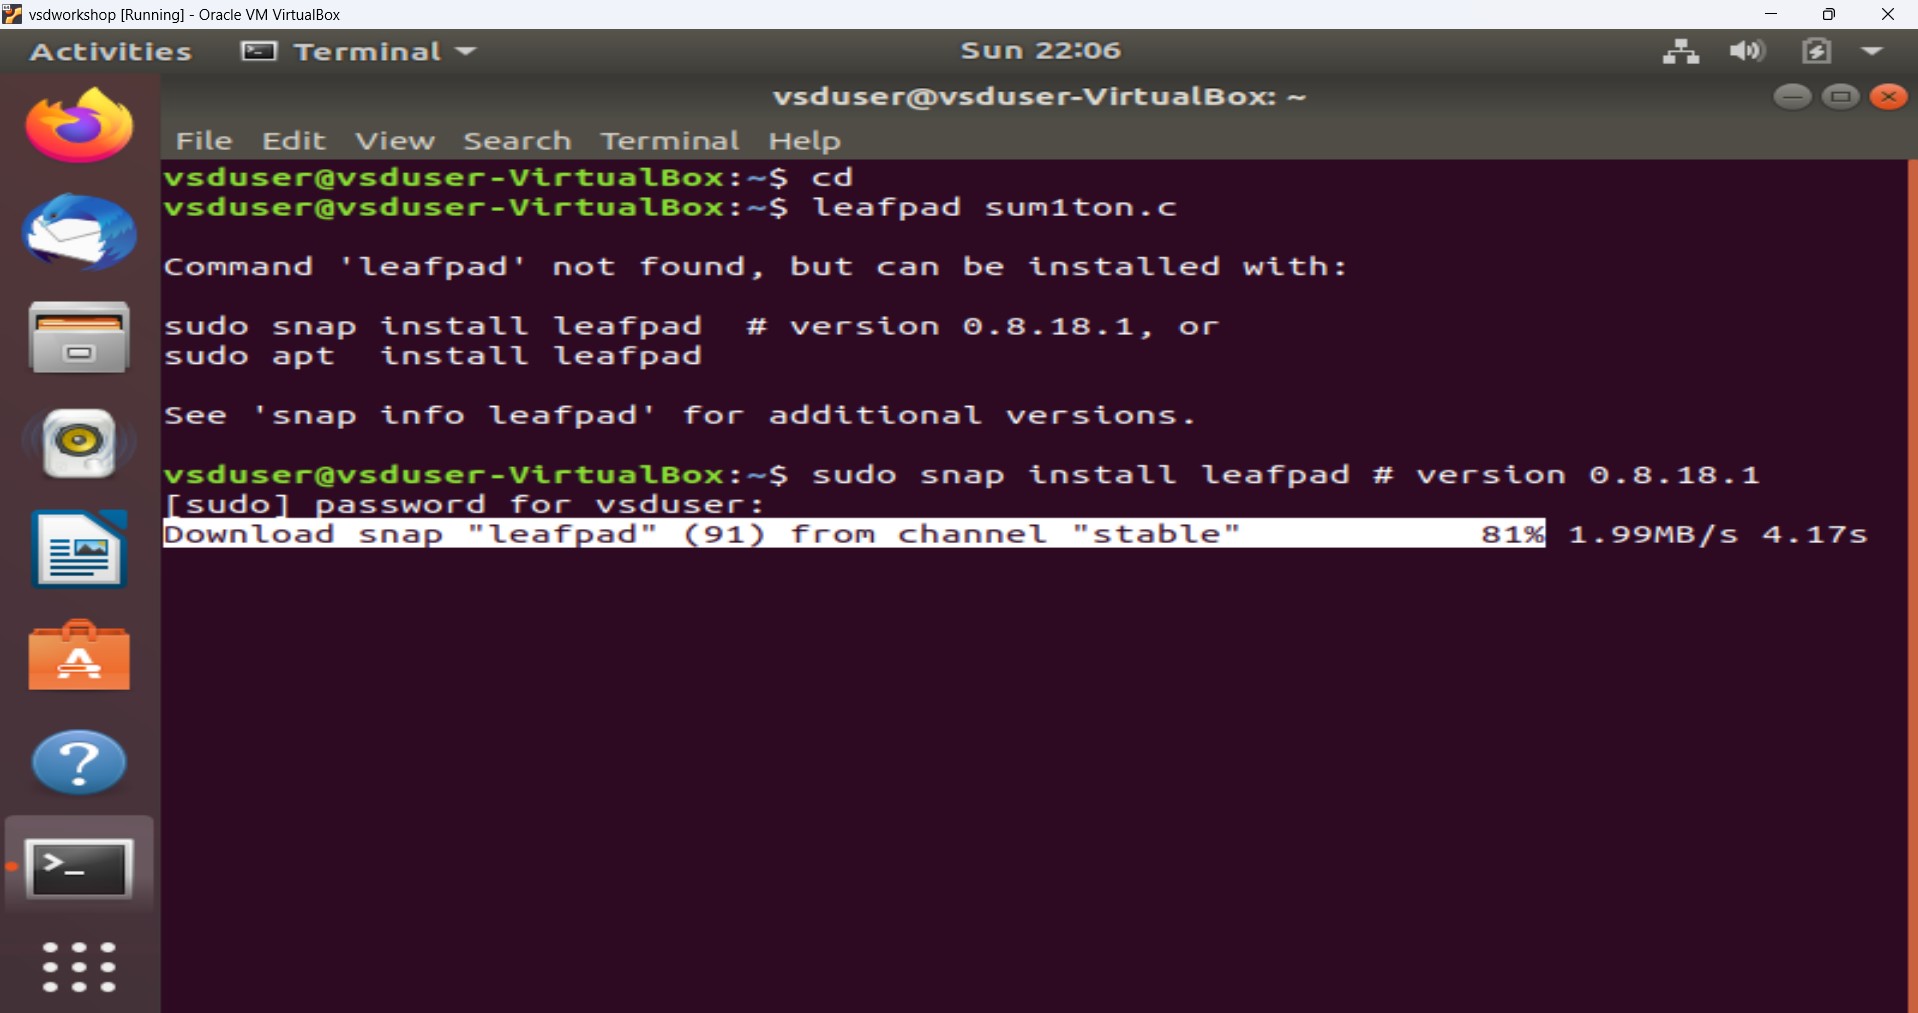 vsdworkshop [Running] - Oracle VM VirtualBox
Activities Terminal Sun 22:06
vsduser@vsduser-VirtualBox: ~
File Edit View Search Terminal Help
vsduser@vsduser-VirtualBox:~$ cd
vsduser@vsduser-VirtualBox:~$ leafpad sum1ton.c
Command 'leafpad' not found, but can be installed with:
sudo snap install leafpad  # version 0.8.18.1, or
sudo apt  install leafpad
See 'snap info leafpad' for additional versions.
vsduser@vsduser-VirtualBox:~$ sudo snap install leafpad # version 0.8.18.1
[sudo] password for vsduser:
Download snap "leafpad" (91) from channel "stable" 81% 1.99MB/s 4.17s